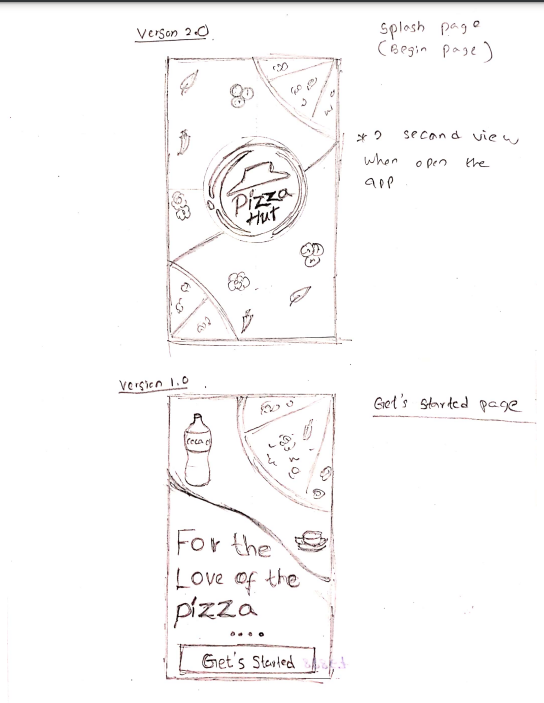 Verson 2.0
Splash page
(Begin page)
* 2 second view
when open the
app
Pizza
Hut
Version 1.0
Get's Started page
For the
Love of the
pizza
Get's Started